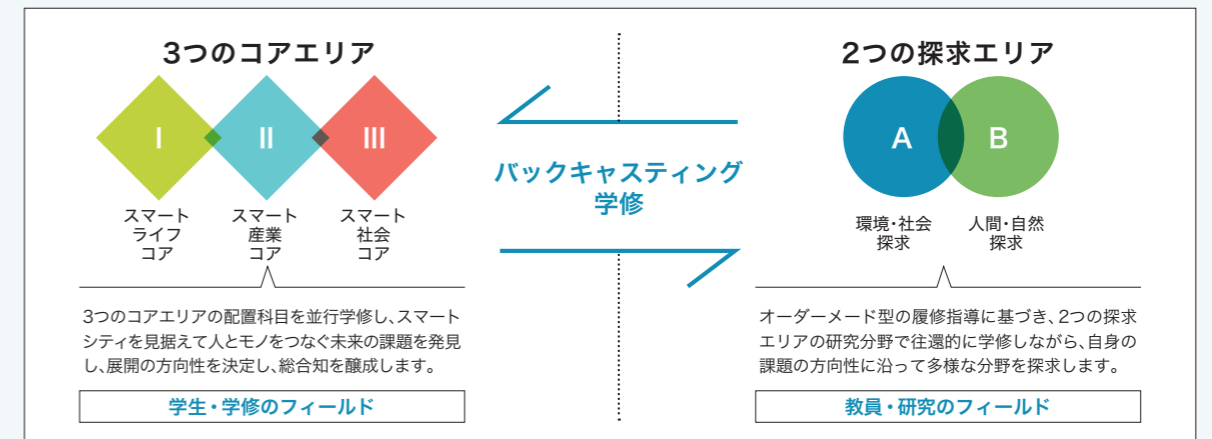 3つのコアエリア
I
II
III
スマート
ライフ
コア
スマート
産業
コア
スマート
社会
コア
3つのコアエリアの配置科目を並行学修し、スマート
シティを見据えて人とモノをつなぐ未来の課題を発見
し、展開の方向性を決定し、総合知を醸成します。
学生・学修のフィールド
バックキャスティング
学修
2つの探求エリア
A
B
環境・社会
探求
人間・自然
探求
オーダーメード型の履修指導に基づき、2つの探求
エリアの研究分野で往還的に学修しながら、自身の
課題の方向性に沿って多様な分野を探求します。
教員・研究のフィールド